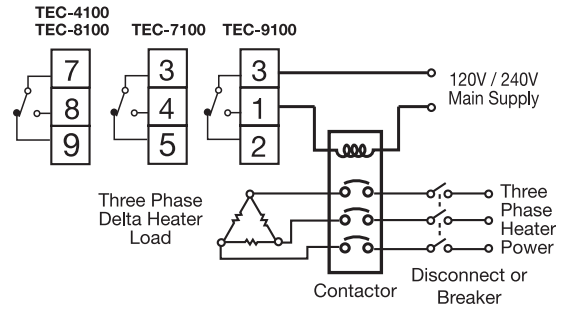 TEC-4100
TEC-8100
TEC-7100
TEC-9100
7
8
9
3
4
5
3
1
2
120V / 240V
Main Supply
Three Phase
Delta Heater
Load
Three
Phase
Heater
Power
Contactor
Disconnect or
Breaker